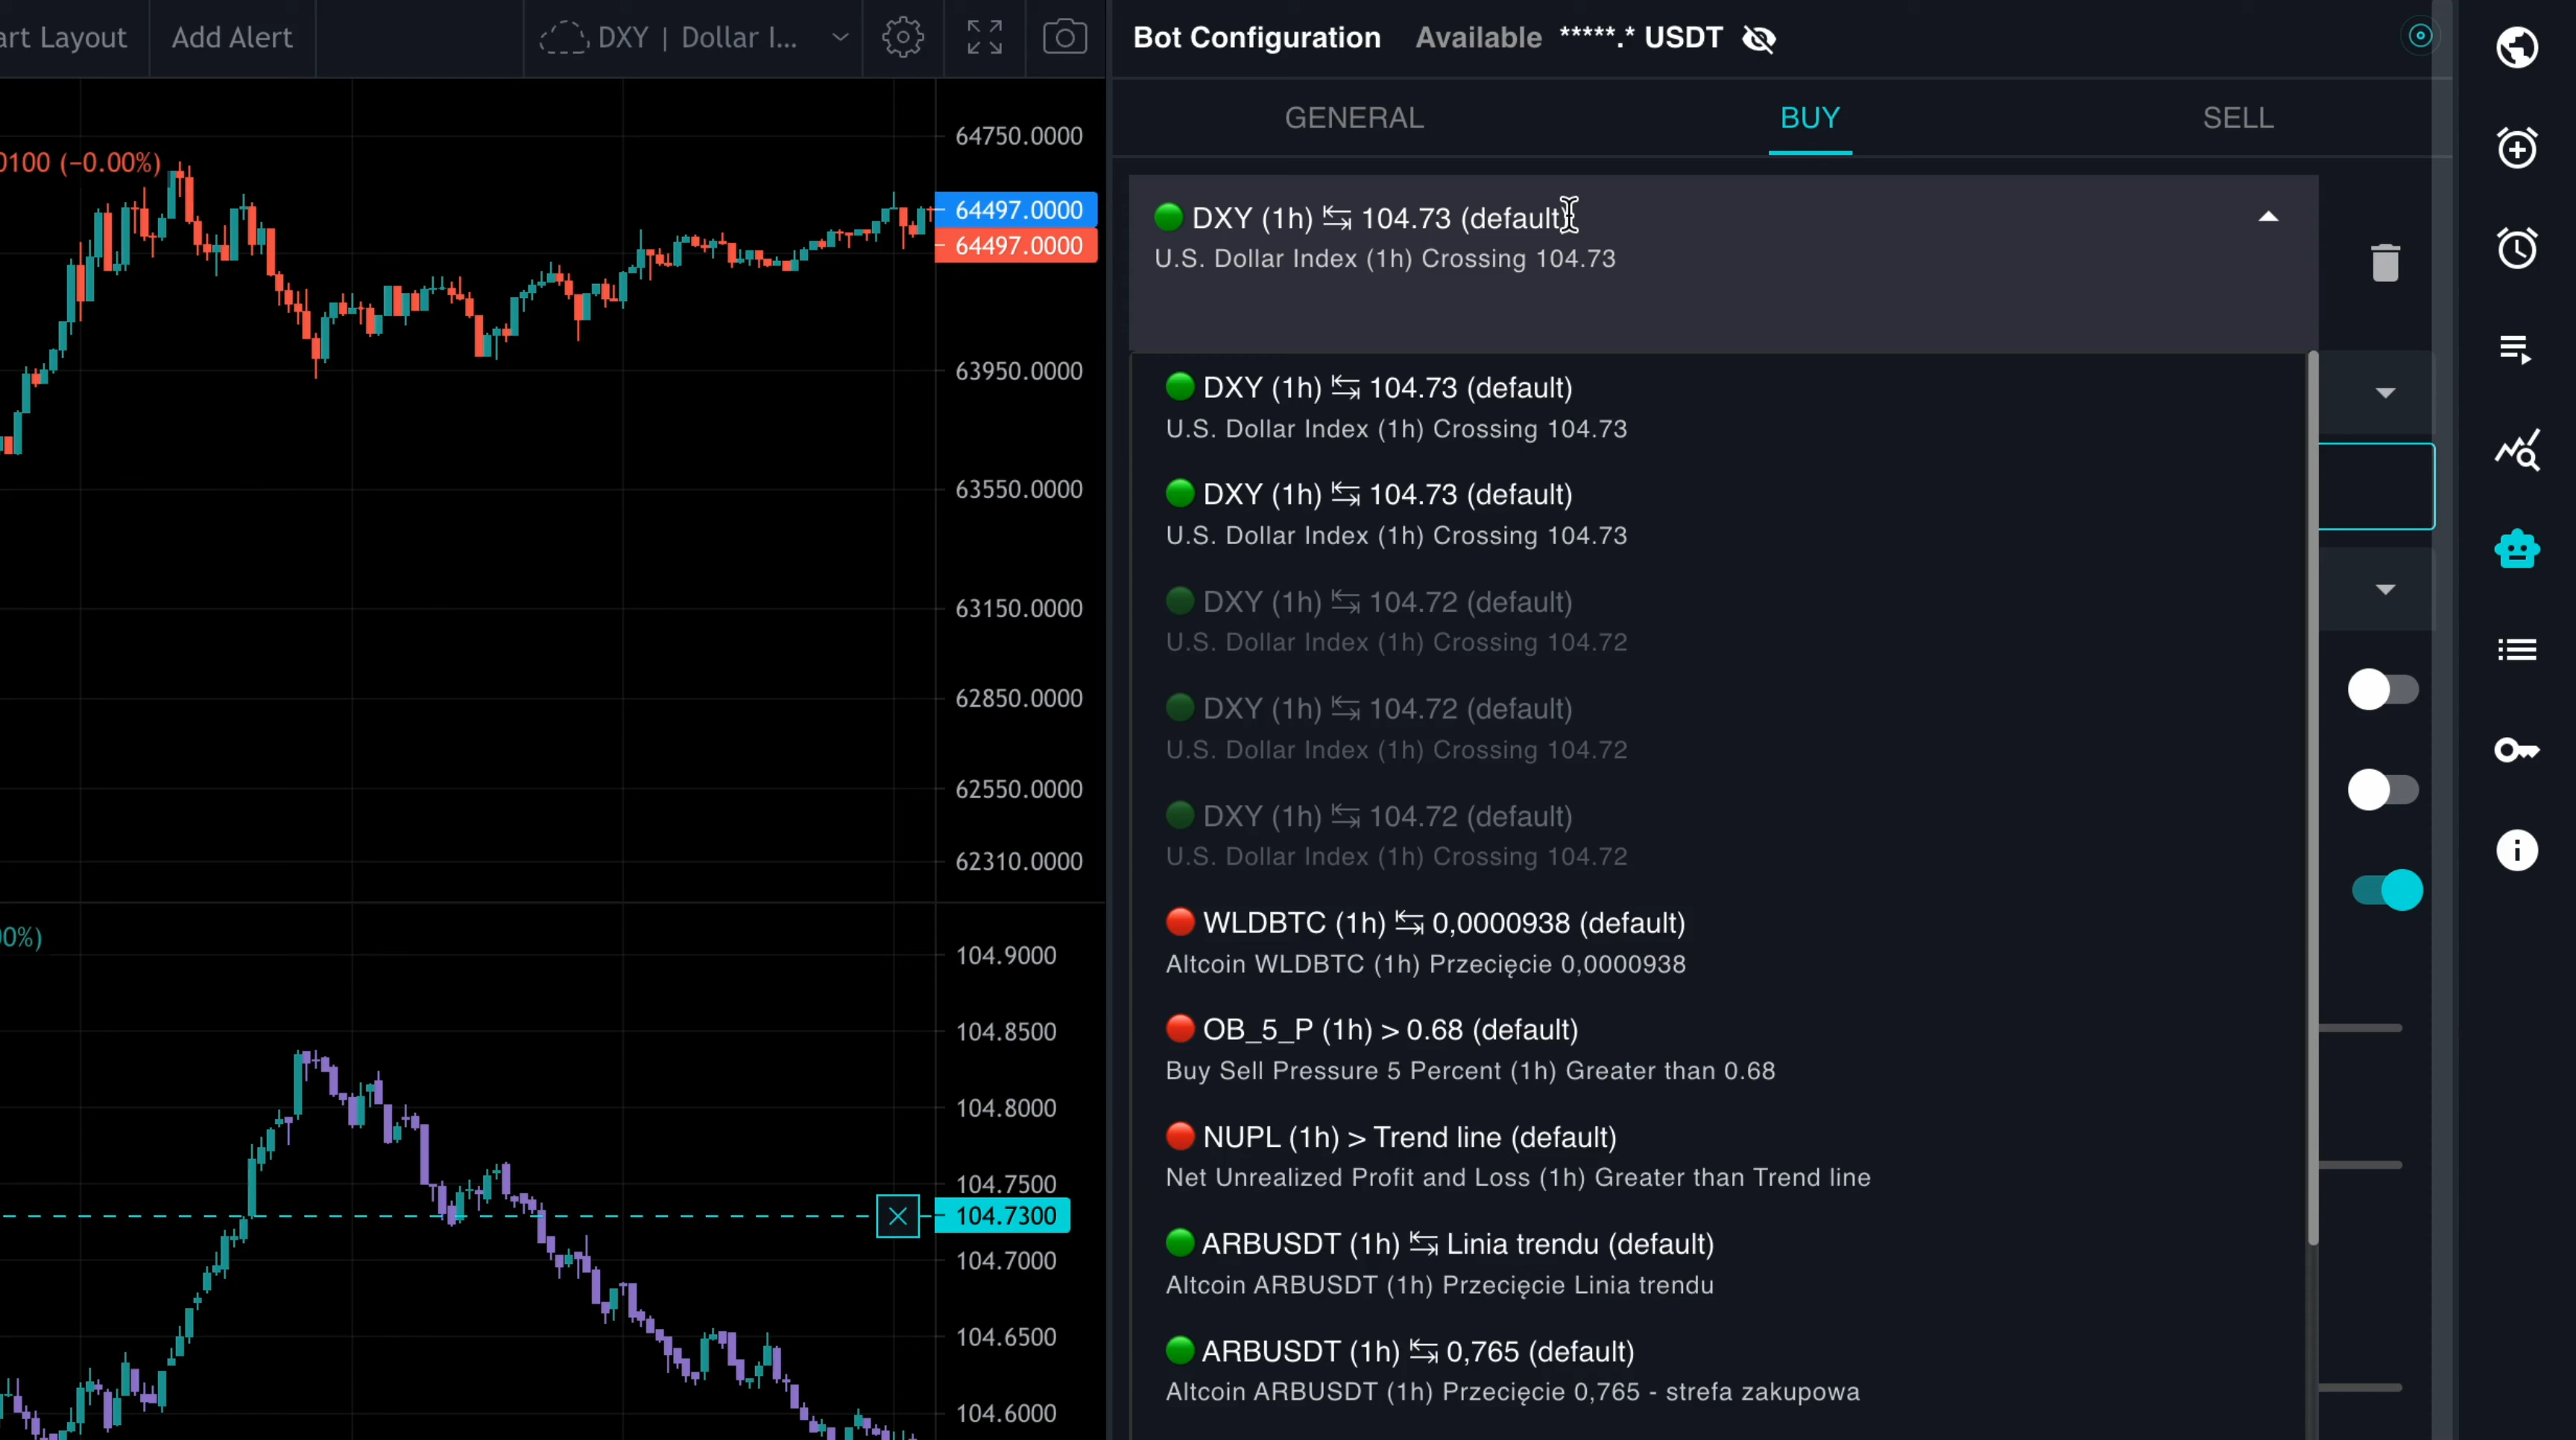 art Layout
Add Alert
DXY | Dollar I...
0100 (−0.00%)
64750.0000
64497.0000
64497.0000
63950.0000
63550.0000
63150.0000
62850.0000
62550.0000
62310.0000
00%)
104.9000
104.8500
104.8000
104.7500
104.7300
104.7000
104.6500
104.6000
Bot Configuration Available *****.* USDT
GENERAL
BUY
SELL
DXY (1h) ⇆ 104.73 (default)
U.S. Dollar Index (1h) Crossing 104.73
DXY (1h) ⇆ 104.73 (default)
U.S. Dollar Index (1h) Crossing 104.73
DXY (1h) ⇆ 104.73 (default)
U.S. Dollar Index (1h) Crossing 104.73
DXY (1h) ⇆ 104.72 (default)
U.S. Dollar Index (1h) Crossing 104.72
DXY (1h) ⇆ 104.72 (default)
U.S. Dollar Index (1h) Crossing 104.72
DXY (1h) ⇆ 104.72 (default)
U.S. Dollar Index (1h) Crossing 104.72
WLDBTC (1h) ⇆ 0,0000938 (default)
Altcoin WLDBTC (1h) Przecięcie 0,0000938
OB_5_P (1h) > 0.68 (default)
Buy Sell Pressure 5 Percent (1h) Greater than 0.68
NUPL (1h) > Trend line (default)
Net Unrealized Profit and Loss (1h) Greater than Trend line
ARBUSDT (1h) ⇆ Linia trendu (default)
Altcoin ARBUSDT (1h) Przecięcie Linia trendu
ARBUSDT (1h) ⇆ 0,765 (default)
Altcoin ARBUSDT (1h) Przecięcie 0,765 - strefa zakupowa